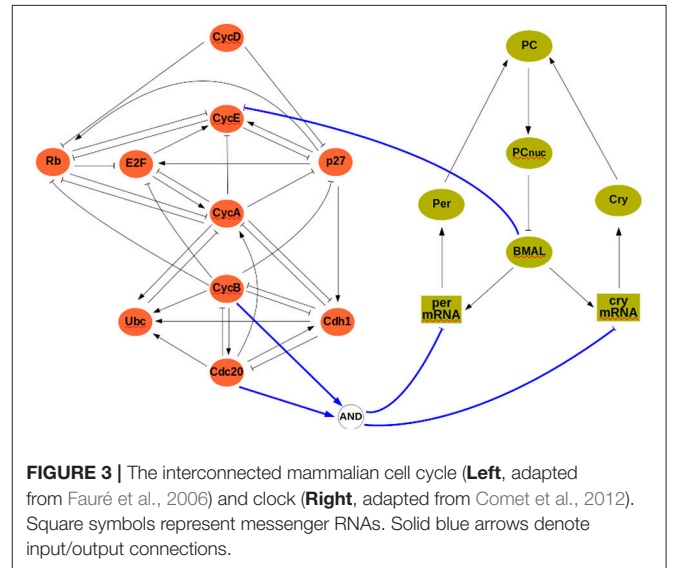 CycD
PC
CycE
Rb
E2F
p27
PCnuc
CycA
Per
Cry
BMAL
CycB
per
mRNA
cry
mRNA
Ubc
Cdh1
Cdc20
AND
FIGURE 3 | The interconnected mammalian cell cycle (Left, adapted
from Fauré et al., 2006) and clock (Right, adapted from Comet et al., 2012).
Square symbols represent messenger RNAs. Solid blue arrows denote
input/output connections.